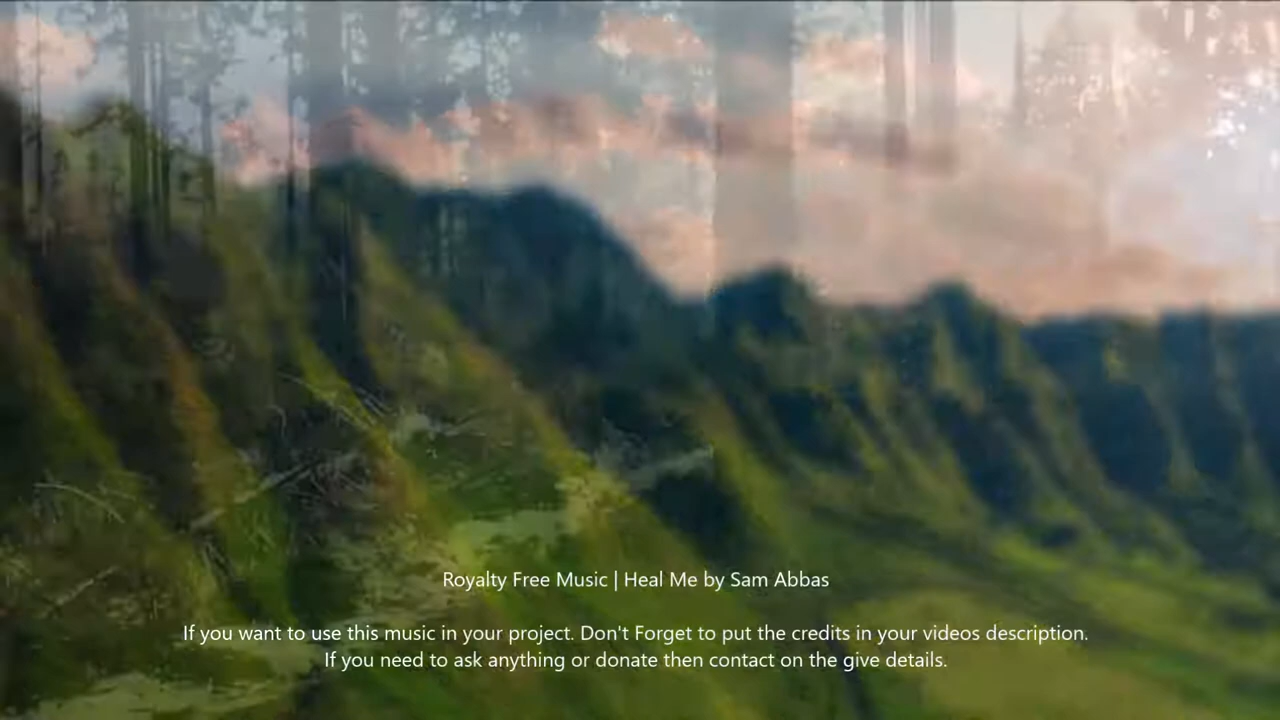 Royalty Free Music | Heal Me by Sam Abbas
If you want to use this music in your project. Don't Forget to put the credits in your videos description.
If you need to ask anything or donate then contact on the give details.